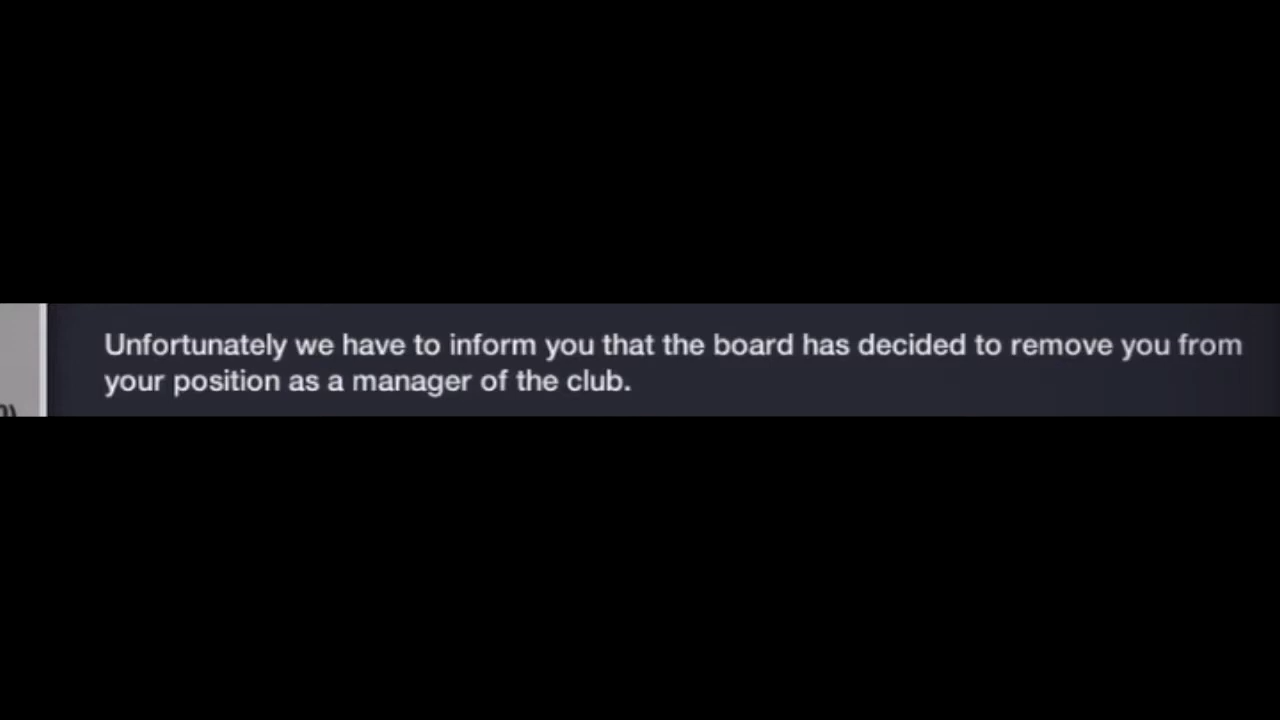 Unfortunately we have to inform you that the board has decided to remove you from
your position as a manager of the club.